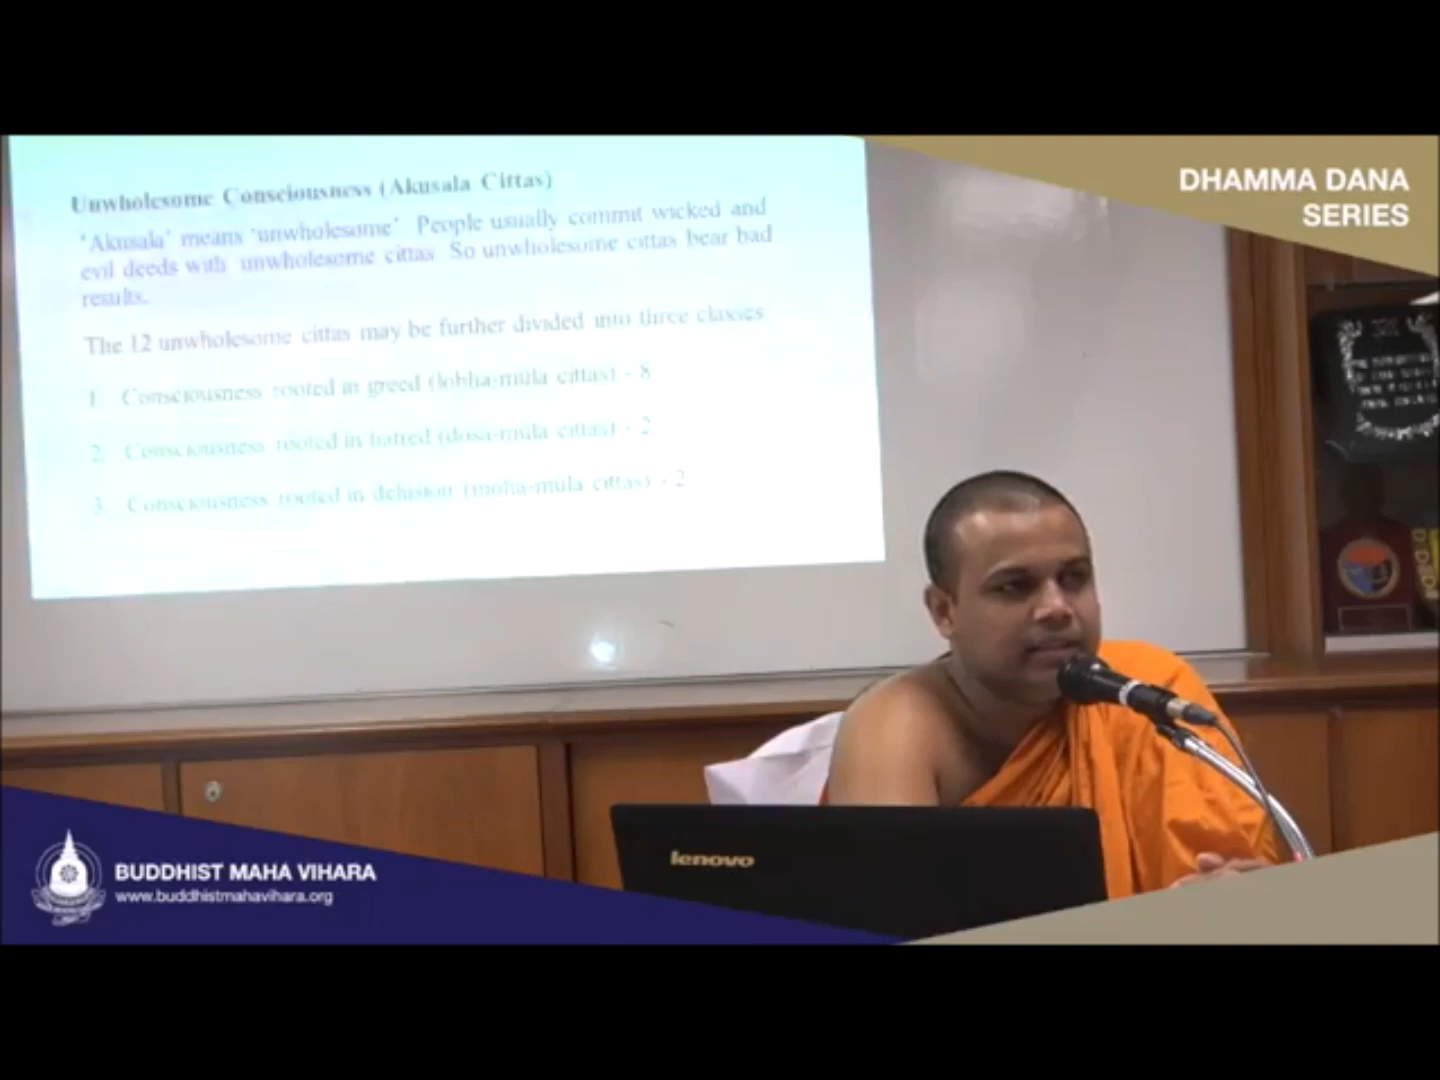 Unwholesome Consciousness (Akusala Cittas)
'Akusala' means 'unwholesome' People usually commit wicked and
evil deeds with unwholesome cittas So unwholesome cittas bear bad
results.
The 12 unwholesome cittas may be further divided into three classes
1. Consciousness rooted in greed (lobha-mula cittas) - 8
2. Consciousness rooted in hatred (dosa-mula cittas) - 2
3. Consciousness rooted in delusion (moha-mula cittas) - 2
DHAMMA DANA
SERIES
lenovo
BUDDHIST MAHA VIHARA
www.buddhistmahavihara.org